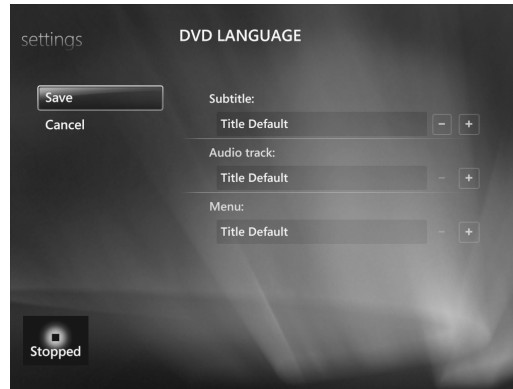 settings
DVD LANGUAGE
Save
Cancel
Subtitle:
Title Default
Audio track:
Title Default
Menu:
Title Default
Stopped